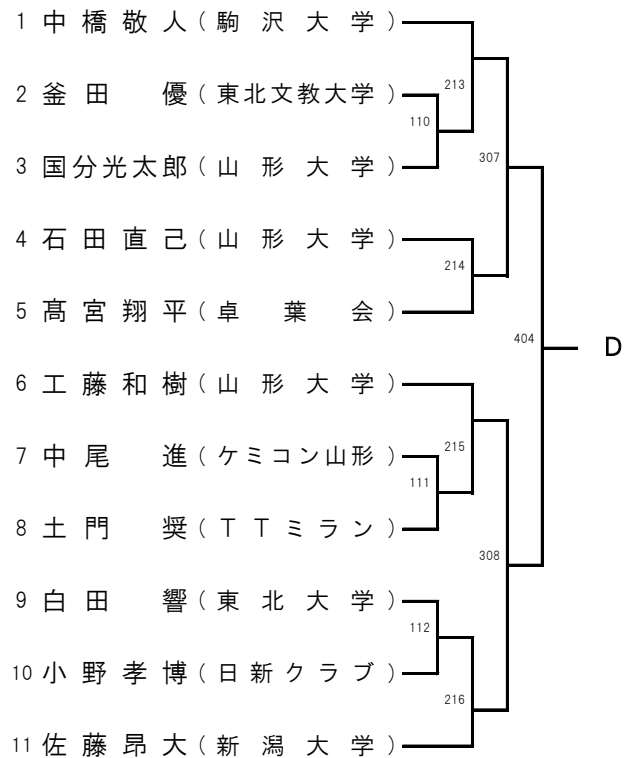 1 中橋敬人(駒沢大学)
213
2 釜田 優(東北文教大学)
110
307
3 国分光太郎(山形大学)
4 石田直己(山形大学)
214
5 髙宮翔平(卓葉会)
404 D
6 工藤和樹(山形大学)
215
7 中尾 進(ケミコン山形)
111
8 土門 奨(TTミラン)
308
9 白田 響(東北大学)
112
10 小野孝博(日新クラブ)
216
11 佐藤昂大(新潟大学)